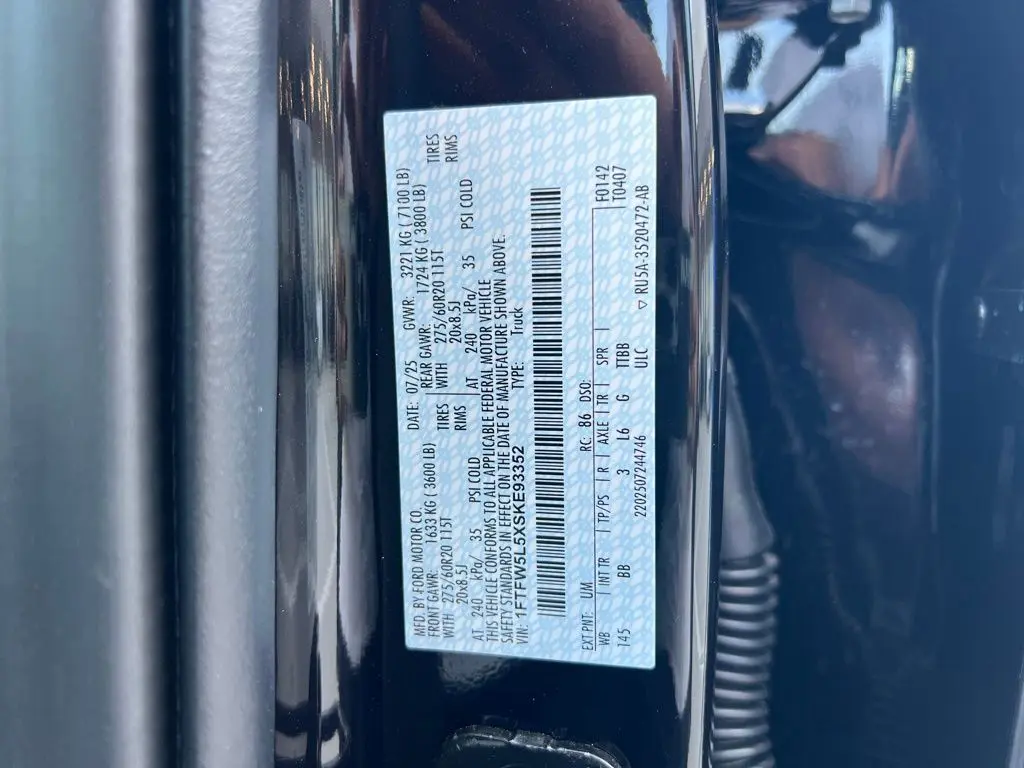 MFD. BY FORD MOTOR CO.
DATE: 07/25 GVWR: 3221 KG ( 7100 LB)
FRONT GAWR: 1633 KG ( 3600 LB) REAR GAWR: 1724 KG ( 3800 LB)
WITH 275/60R20 115T TIRES WITH 275/60R20 115T TIRES
20x8.5J RIMS 20x8.5J RIMS
AT 240 kPa/ 35 PSI COLD AT 240 kPa/ 35 PSI COLD
THIS VEHICLE CONFORMS TO ALL APPLICABLE FEDERAL MOTOR VEHICLE
SAFETY STANDARDS IN EFFECT ON THE DATE OF MANUFACTURE SHOWN ABOVE.
VIN: 1FTFW5L5XSKE93352 TYPE: Truck
EXT PNT: UM RC: 86 DSO: F0142
WB | INT TR | TP/PS | R | AXLE | TR | SPR | T0407
145 BB 3 L6 G TTBB
2202507244746 ULC ▽ RU5A-3520472-AB